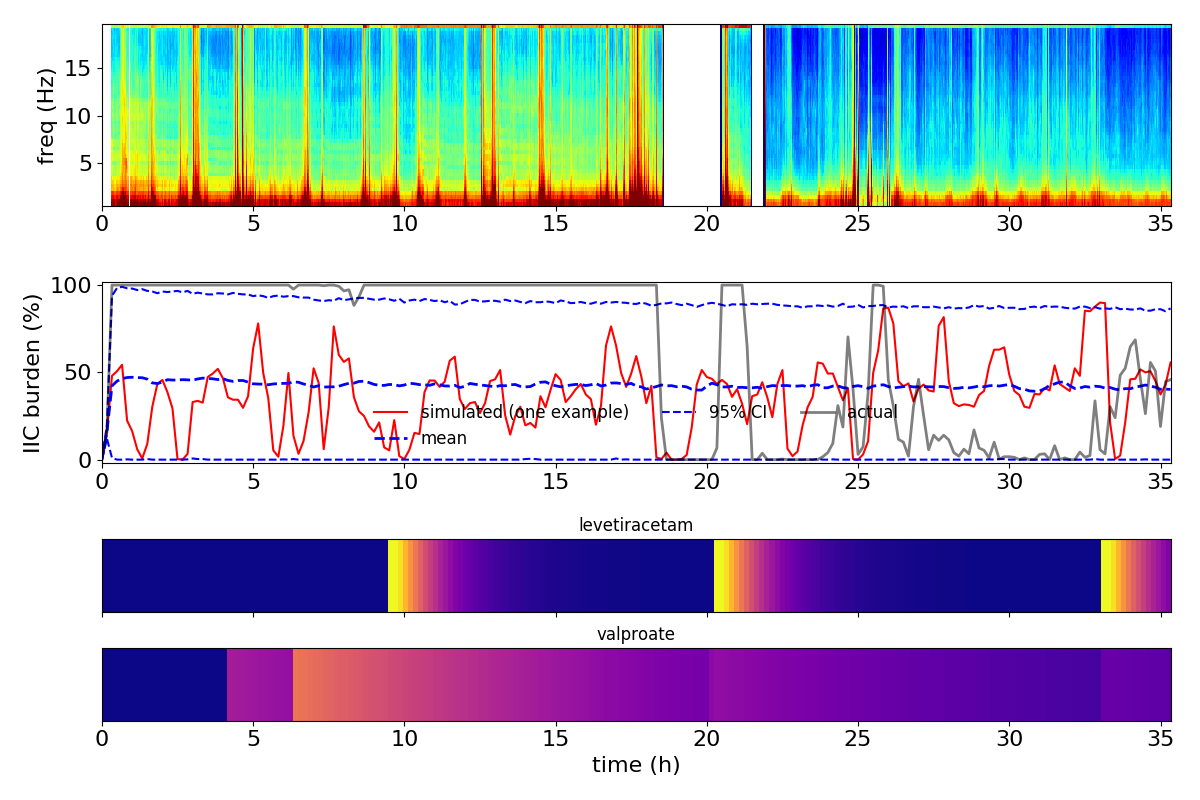 freq (Hz)
15
10
5
0 5 10 15 20 25 30 35
IIC burden (%)
100
50
0
simulated (one example) 95% CI actual
mean
0 5 10 15 20 25 30 35
levetiracetam
valproate
0 5 10 15 20 25 30 35
time (h)